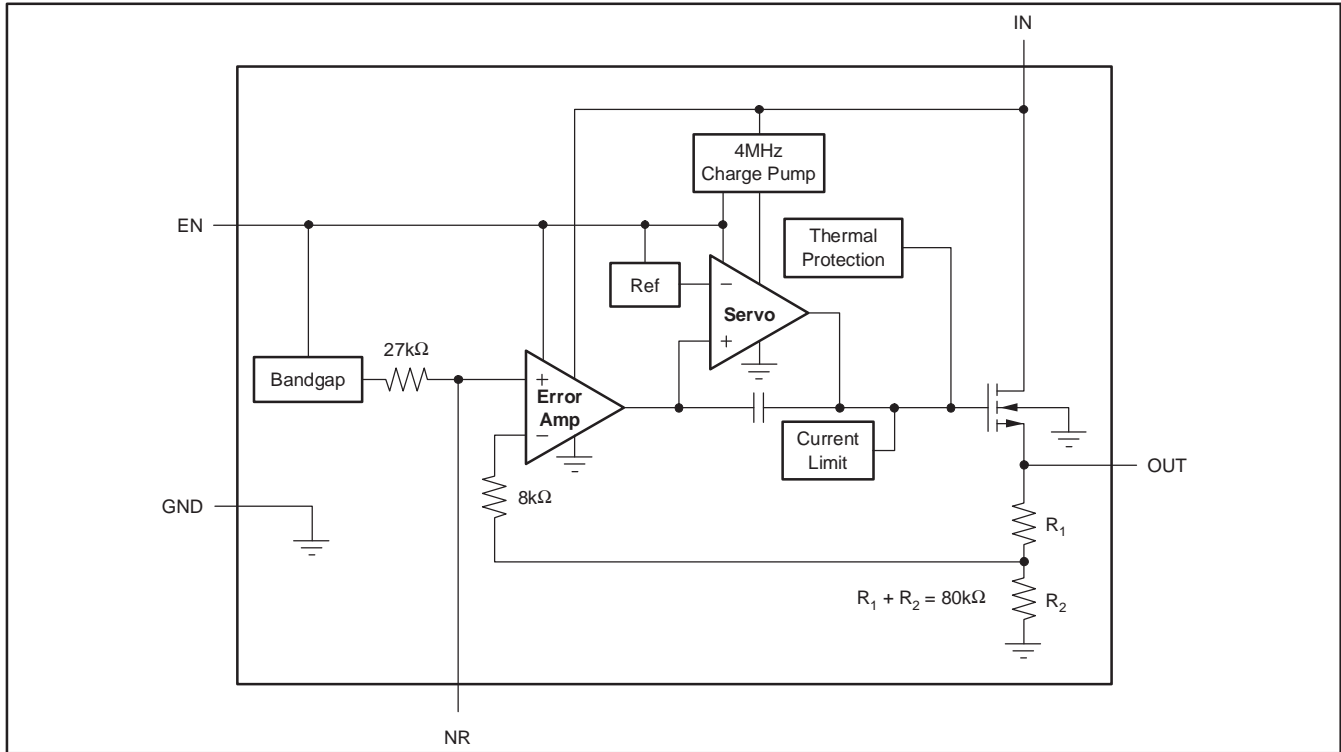 IN
4MHz
Charge Pump
EN
Thermal
Protection
Ref
−
Servo
+
27kΩ
Bandgap
+
Error
Amp
−
Current
Limit
OUT
8kΩ
GND
R1
R1 + R2 = 80kΩ
R2
NR